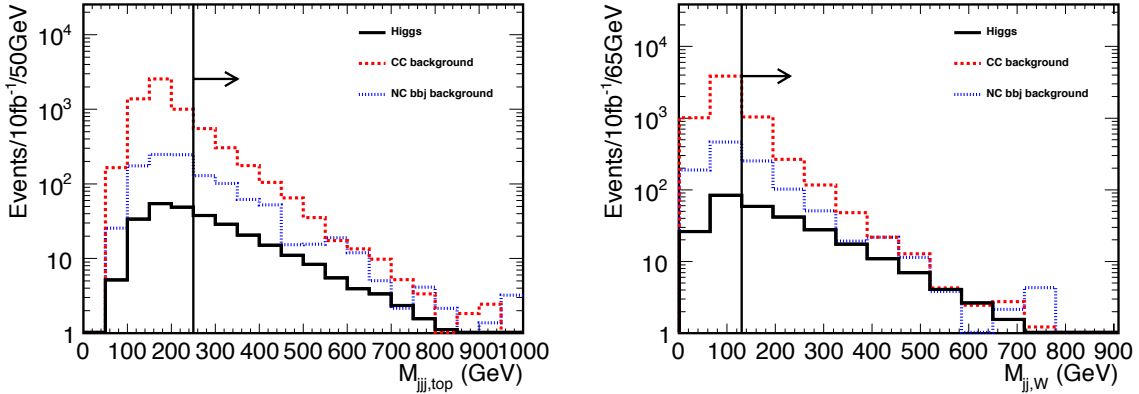 Events/10fb⁻¹/50GeV
10⁴
10³
10²
10
1
Higgs
CC background
NC bbj background
0 100 200 300 400 500 600 700 800 900 1000
M_jjj,top (GeV)
Events/10fb⁻¹/65GeV
10⁴
10³
10²
10
1
Higgs
CC background
NC bbj background
0 100 200 300 400 500 600 700 800 900
M_jj,W (GeV)